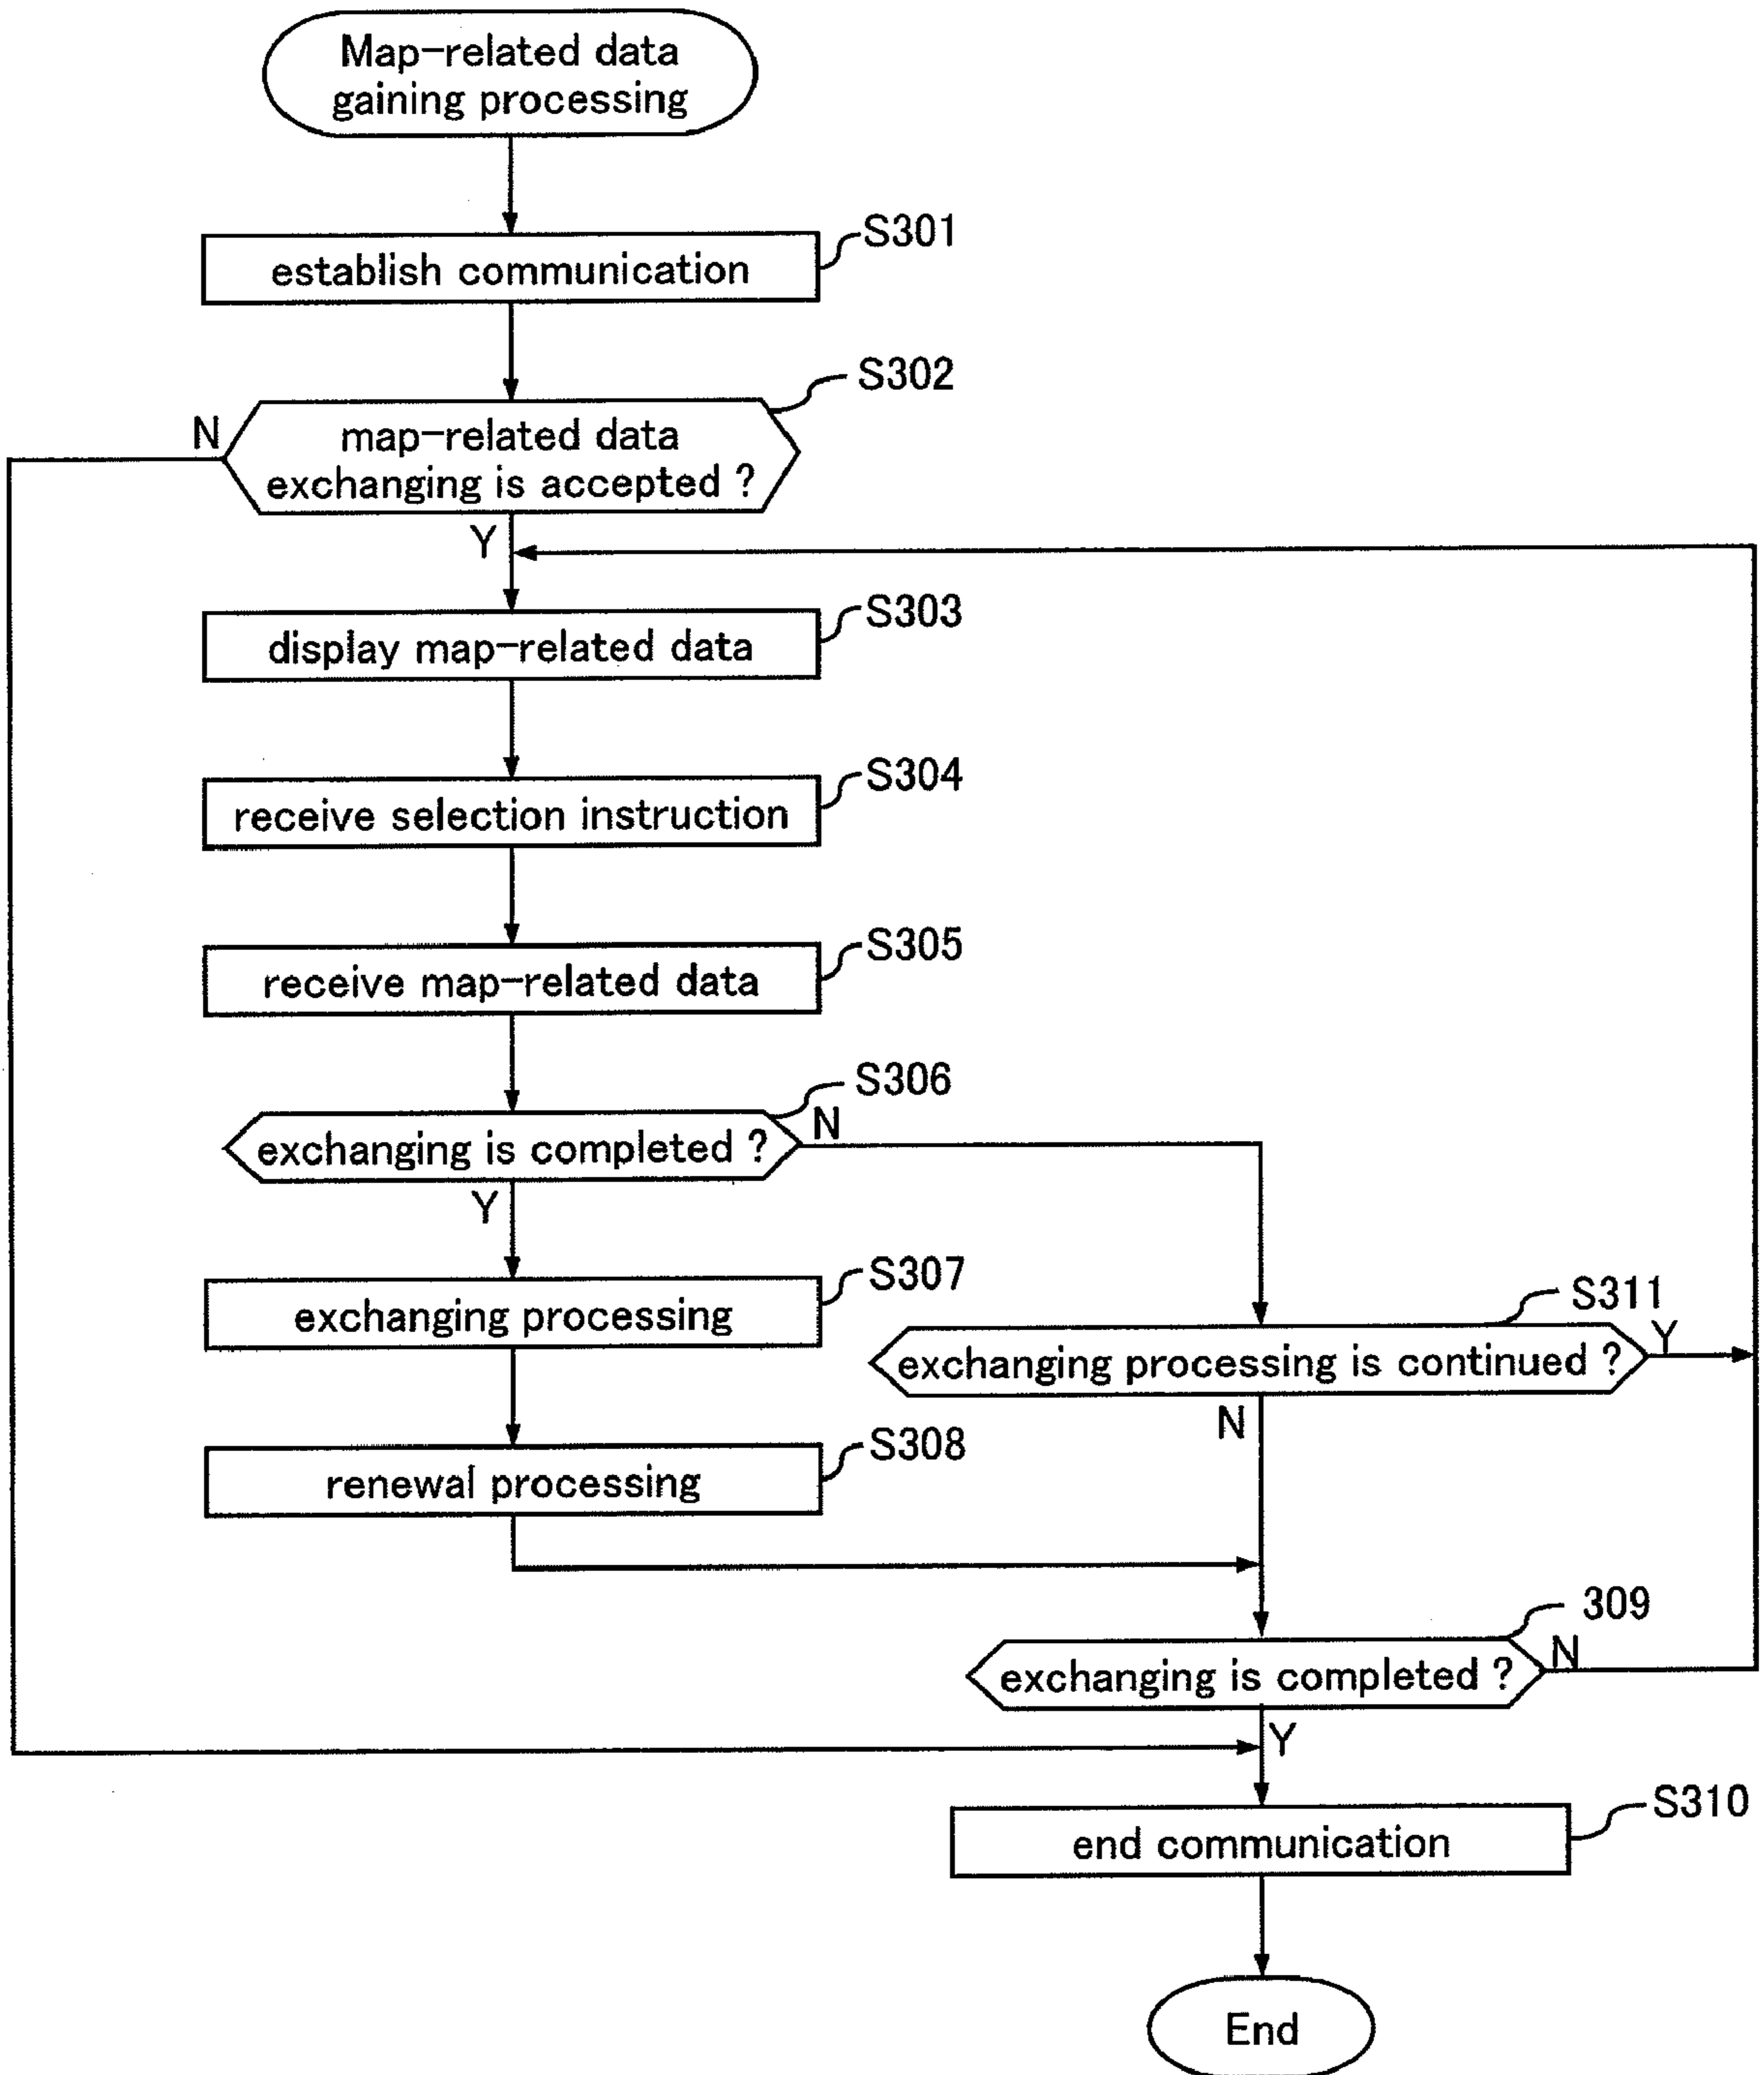 Map-related data
gaining processing
S301
establish communication
S302
N
map-related data
exchanging is accepted ?
Y
S303
display map-related data
S304
receive selection instruction
S305
receive map-related data
S306
exchanging is completed ?
N
Y
S307
exchanging processing
S311
exchanging processing is continued ?
Y
N
S308
renewal processing
309
exchanging is completed ?
N
Y
S310
end communication
End